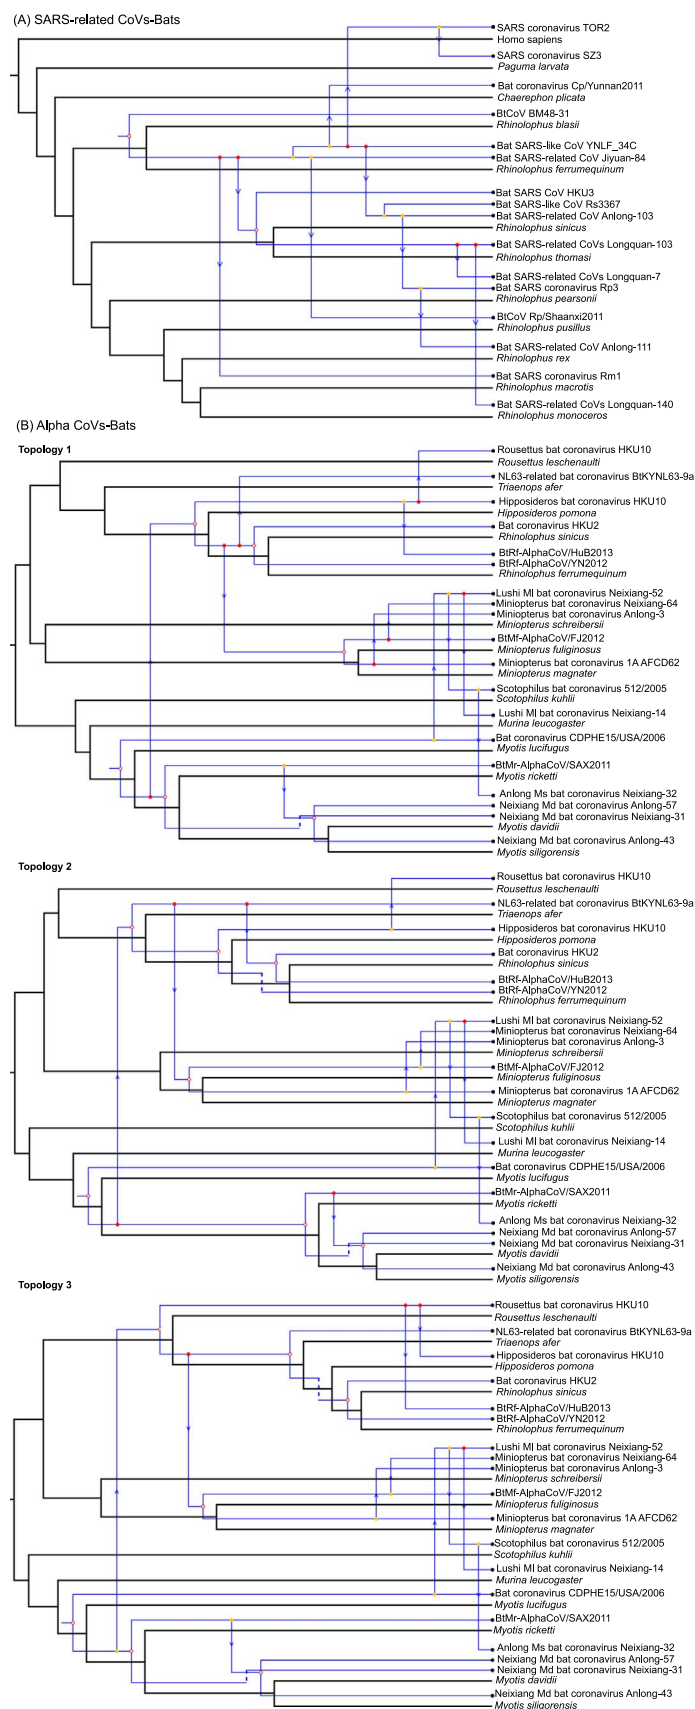 (A) SARS-related CoVs-Bats
SARS coronavirus TOR2
Homo sapiens
SARS coronavirus SZ3
Paguma larvata
Bat coronavirus Cp/Yunnan2011
Chaerephon plicata
BtCoV BM48-31
Rhinolophus blasii
Bat SARS-like CoV YNLF_34C
Bat SARS-related CoV Jiyuan-84
Rhinolophus ferrumequinum
Bat SARS CoV HKU3
Bat SARS-like CoV Rs3367
Bat SARS-related CoV Anlong-103
Rhinolophus sinicus
Bat SARS-related CoVs Longquan-103
Rhinolophus thomasi
Bat SARS-related CoVs Longquan-7
Bat SARS coronavirus Rp3
Rhinolophus pearsonii
BtCoV Rp/Shaanxi2011
Rhinolophus pusillus
Bat SARS-related CoV Anlong-111
Rhinolophus rex
Bat SARS coronavirus Rm1
Rhinolophus macrotis
Bat SARS-related CoVs Longquan-140
Rhinolophus monoceros
(B) Alpha CoVs-Bats
Topology 1
Rousettus bat coronavirus HKU10
Rousettus leschenaulti
NL63-related bat coronavirus BtKYNL63-9a
Triaenops afer
Hipposideros bat coronavirus HKU10
Hipposideros pomona
Bat coronavirus HKU2
Rhinolophus sinicus
BtRf-AlphaCoV/HuB2013
BtRf-AlphaCoV/YN2012
Rhinolophus ferrumequinum
Lushi Ml bat coronavirus Neixiang-52
Miniopterus bat coronavirus Neixiang-64
Miniopterus bat coronavirus Anlong-3
Miniopterus schreibersii
BtMf-AlphaCoV/FJ2012
Miniopterus fuliginosus
Miniopterus bat coronavirus 1A AFCD62
Miniopterus magnater
Scotophilus bat coronavirus 512/2005
Scotophilus kuhlii
Lushi Ml bat coronavirus Neixiang-14
Murina leucogaster
Bat coronavirus CDPHE15/USA/2006
Myotis lucifugus
BtMr-AlphaCoV/SAX2011
Myotis ricketti
Anlong Ms bat coronavirus Neixiang-32
Neixiang Md bat coronavirus Anlong-57
Neixiang Md bat coronavirus Neixiang-31
Myotis davidii
Neixiang Md bat coronavirus Anlong-43
Myotis siligorensis
Topology 2
Rousettus bat coronavirus HKU10
Rousettus leschenaulti
NL63-related bat coronavirus BtKYNL63-9a
Triaenops afer
Hipposideros bat coronavirus HKU10
Hipposideros pomona
Bat coronavirus HKU2
Rhinolophus sinicus
BtRf-AlphaCoV/HuB2013
BtRf-AlphaCoV/YN2012
Rhinolophus ferrumequinum
Lushi Ml bat coronavirus Neixiang-52
Miniopterus bat coronavirus Neixiang-64
Miniopterus bat coronavirus Anlong-3
Miniopterus schreibersii
BtMf-AlphaCoV/FJ2012
Miniopterus fuliginosus
Miniopterus bat coronavirus 1A AFCD62
Miniopterus magnater
Scotophilus bat coronavirus 512/2005
Scotophilus kuhlii
Lushi Ml bat coronavirus Neixiang-14
Murina leucogaster
Bat coronavirus CDPHE15/USA/2006
Myotis lucifugus
BtMr-AlphaCoV/SAX2011
Myotis ricketti
Anlong Ms bat coronavirus Neixiang-32
Neixiang Md bat coronavirus Anlong-57
Neixiang Md bat coronavirus Neixiang-31
Myotis davidii
Neixiang Md bat coronavirus Anlong-43
Myotis siligorensis
Topology 3
Rousettus bat coronavirus HKU10
Rousettus leschenaulti
NL63-related bat coronavirus BtKYNL63-9a
Triaenops afer
Hipposideros bat coronavirus HKU10
Hipposideros pomona
Bat coronavirus HKU2
Rhinolophus sinicus
BtRf-AlphaCoV/HuB2013
BtRf-AlphaCoV/YN2012
Rhinolophus ferrumequinum
Lushi Ml bat coronavirus Neixiang-52
Miniopterus bat coronavirus Neixiang-64
Miniopterus bat coronavirus Anlong-3
Miniopterus schreibersii
BtMf-AlphaCoV/FJ2012
Miniopterus fuliginosus
Miniopterus bat coronavirus 1A AFCD62
Miniopterus magnater
Scotophilus bat coronavirus 512/2005
Scotophilus kuhlii
Lushi Ml bat coronavirus Neixiang-14
Murina leucogaster
Bat coronavirus CDPHE15/USA/2006
Myotis lucifugus
BtMr-AlphaCoV/SAX2011
Myotis ricketti
Anlong Ms bat coronavirus Neixiang-32
Neixiang Md bat coronavirus Anlong-57
Neixiang Md bat coronavirus Neixiang-31
Myotis davidii
Neixiang Md bat coronavirus Anlong-43
Myotis siligorensis